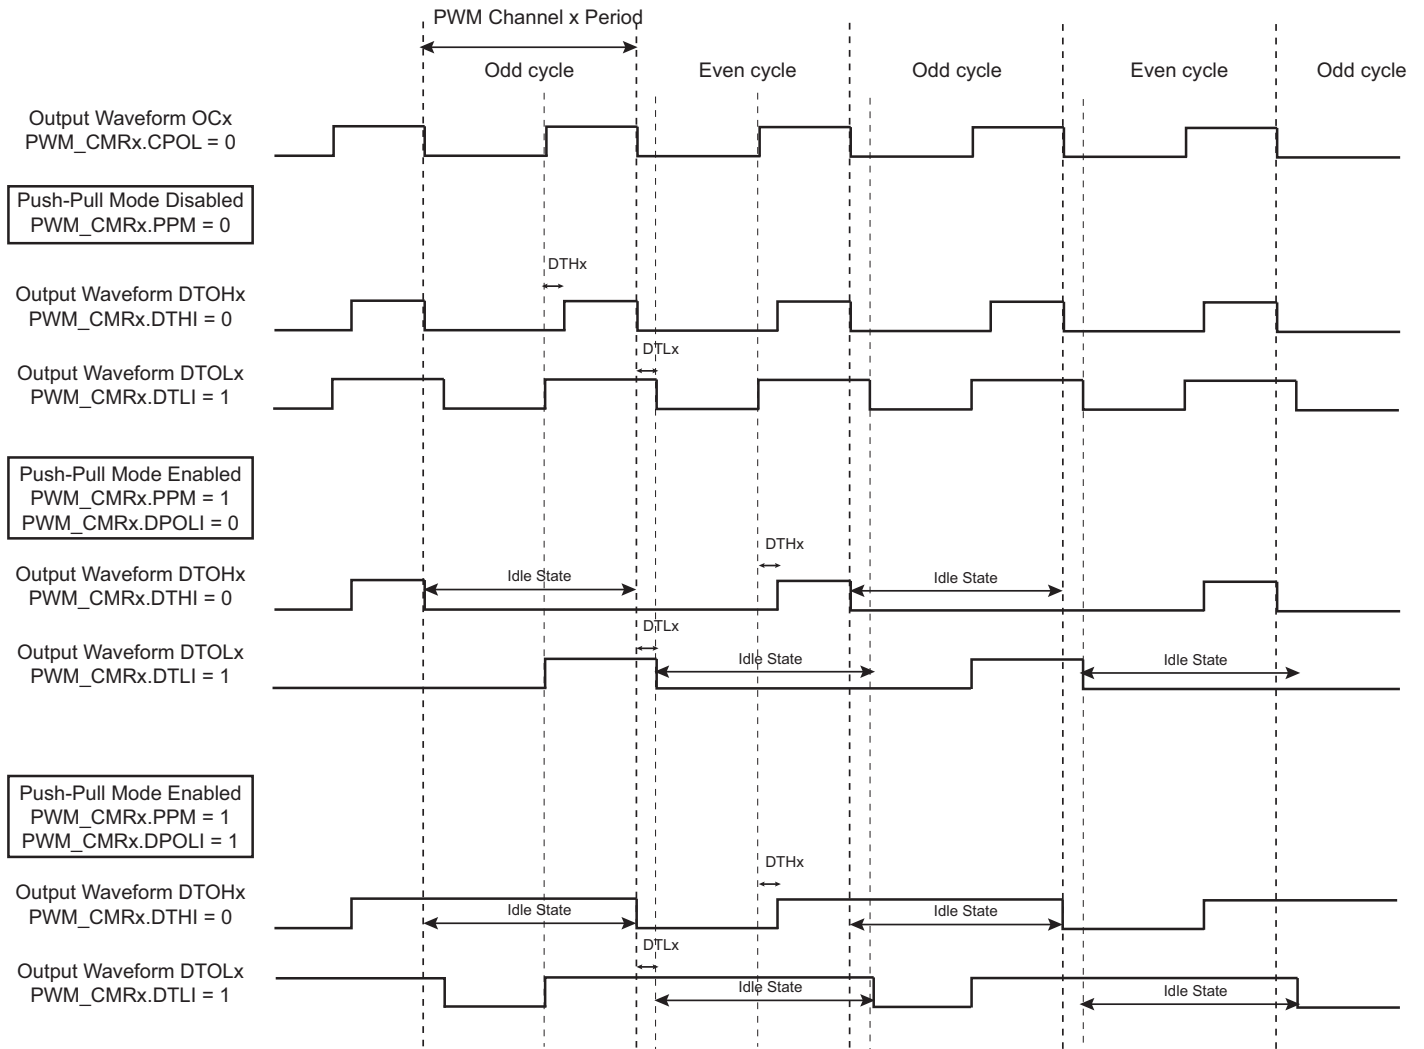 PWM Channel x Period
Odd cycle
Even cycle
Odd cycle
Even cycle
Odd cycle
Output Waveform OCx
PWM_CMRx.CPOL = 0
Push-Pull Mode Disabled
PWM_CMRx.PPM = 0
DTHx
Output Waveform DTOHx
PWM_CMRx.DTHI = 0
DTLx
Output Waveform DTOLx
PWM_CMRx.DTLI = 1
Push-Pull Mode Enabled
PWM_CMRx.PPM = 1
PWM_CMRx.DPOLI = 0
DTHx
Output Waveform DTOHx
PWM_CMRx.DTHI = 0
Idle State
Idle State
DTLx
Output Waveform DTOLx
PWM_CMRx.DTLI = 1
Idle State
Idle State
Push-Pull Mode Enabled
PWM_CMRx.PPM = 1
PWM_CMRx.DPOLI = 1
DTHx
Output Waveform DTOHx
PWM_CMRx.DTHI = 0
Idle State
Idle State
DTLx
Output Waveform DTOLx
PWM_CMRx.DTLI = 1
Idle State
Idle State